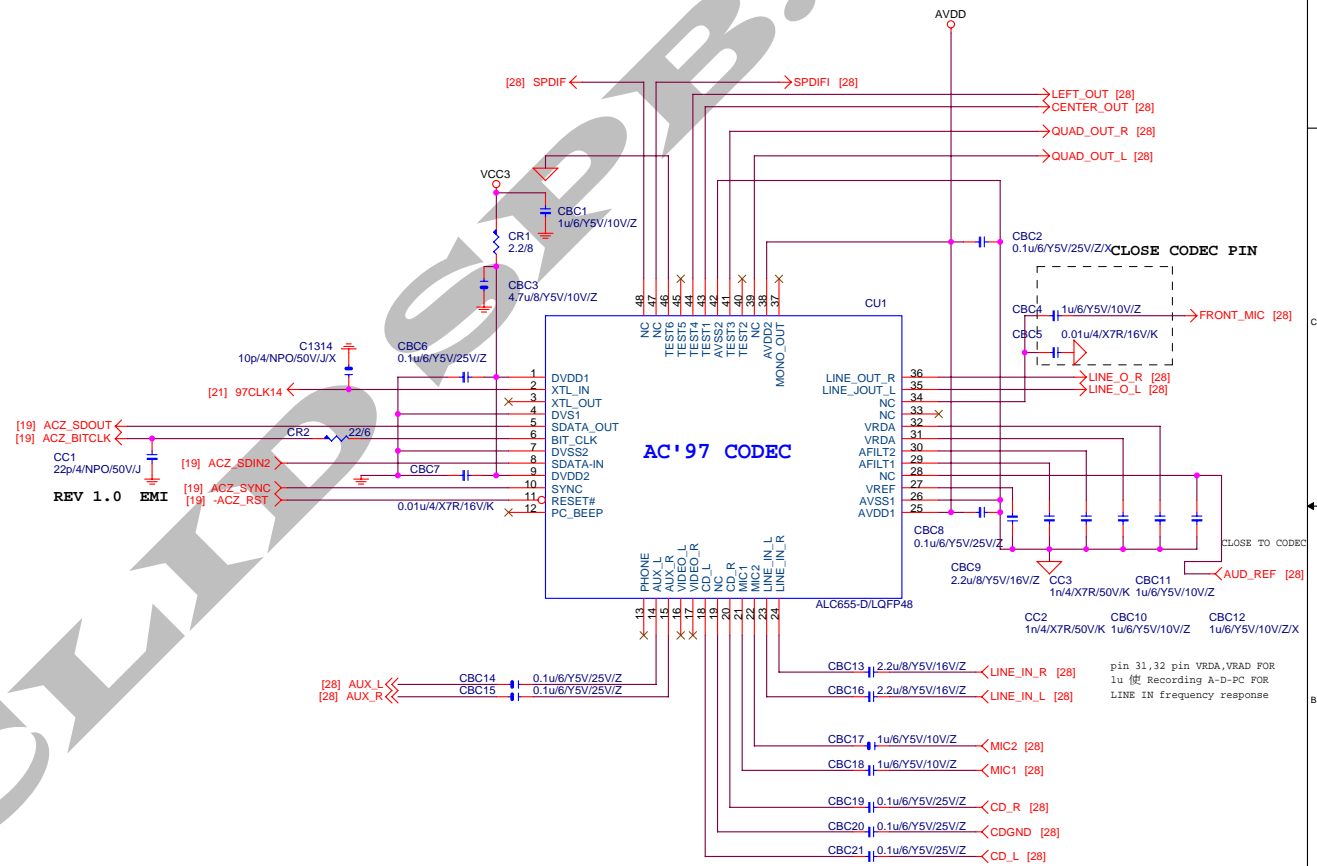 AVDD
[28] SPDIF
SPDIFI [28]
LEFT_OUT [28]
CENTER_OUT [28]
QUAD_OUT_R [28]
QUAD_OUT_L [28]
VCC3
CBC1
1u/6/Y5V/10V/Z
CR1
2.2/8
CBC2
0.1u/6/Y5V/25V/Z/X
CLOSE CODEC PIN
CBC3
4.7u/8/Y5V/10V/Z
48 47 46 45 44 43 42 41 40 39 38 37
CU1
NC NC TEST6 TEST5 TEST4 TEST1 AVSS2 TEST3 TEST2 NC AVDD2 MONO_OUT
CBC4 1u/6/Y5V/10V/Z
FRONT_MIC [28]
C
CBC5 0.01u/4/X7R/16V/K
C1314
10p/4/NPO/50V/J/X
CBC6
0.1u/6/Y5V/25V/Z
[21] 97CLK14
[19] ACZ_SDOUT
[19] ACZ_BITCLK
CR2 22/6
CC1
22p/4/NPO/50V/J
[19] ACZ_SDIN2
CBC7
REV 1.0 EMI
[19] ACZ_SYNC
[19] -ACZ_RST
0.01u/4/X7R/16V/K
1 DVDD1
2 XTL_IN
3 XTL_OUT
4 DVS1
5 SDATA_OUT
6 BIT_CLK
7 DVSS2
8 SDATA-IN
9 DVDD2
10 SYNC
11 RESET#
12 PC_BEEP
AC'97 CODEC
LINE_OUT_R 36
LINE_JOUT_L 35
NC 34
NC 33
VRDA 32
VRDA 31
AFILT2 30
AFILT1 29
NC 28
VREF 27
AVSS1 26
AVDD1 25
LINE_O_R [28]
LINE_O_L [28]
CBC8
0.1u/6/Y5V/25V/Z
CLOSE TO CODEC
CBC9
2.2u/8/Y5V/16V/Z
CC3
1n/4/X7R/50V/K
CBC11
1u/6/Y5V/10V/Z
AUD_REF [28]
CC2
1n/4/X7R/50V/K
CBC10
1u/6/Y5V/10V/Z
CBC12
1u/6/Y5V/10V/Z/X
PHONE AUX_L AUX_R VIDEO_L VIDEO_R CD_L NC CD_R MIC1 MIC2 LINE_IN_L LINE_IN_R
ALC655-D/LQFP48
13 14 15 16 17 18 19 20 21 22 23 24
[28] AUX_L CBC14 0.1u/6/Y5V/25V/Z
[28] AUX_R CBC15 0.1u/6/Y5V/25V/Z
CBC13 2.2u/8/Y5V/16V/Z LINE_IN_R [28]
CBC16 2.2u/8/Y5V/16V/Z LINE_IN_L [28]
pin 31,32 pin VRDA,VRAD FOR
1u 使 Recording A-D-PC FOR
LINE IN frequency response
B
CBC17 1u/6/Y5V/10V/Z MIC2 [28]
CBC18 1u/6/Y5V/10V/Z MIC1 [28]
CBC19 0.1u/6/Y5V/25V/Z CD_R [28]
CBC20 0.1u/6/Y5V/25V/Z CDGND [28]
CBC21 0.1u/6/Y5V/25V/Z CD_L [28]